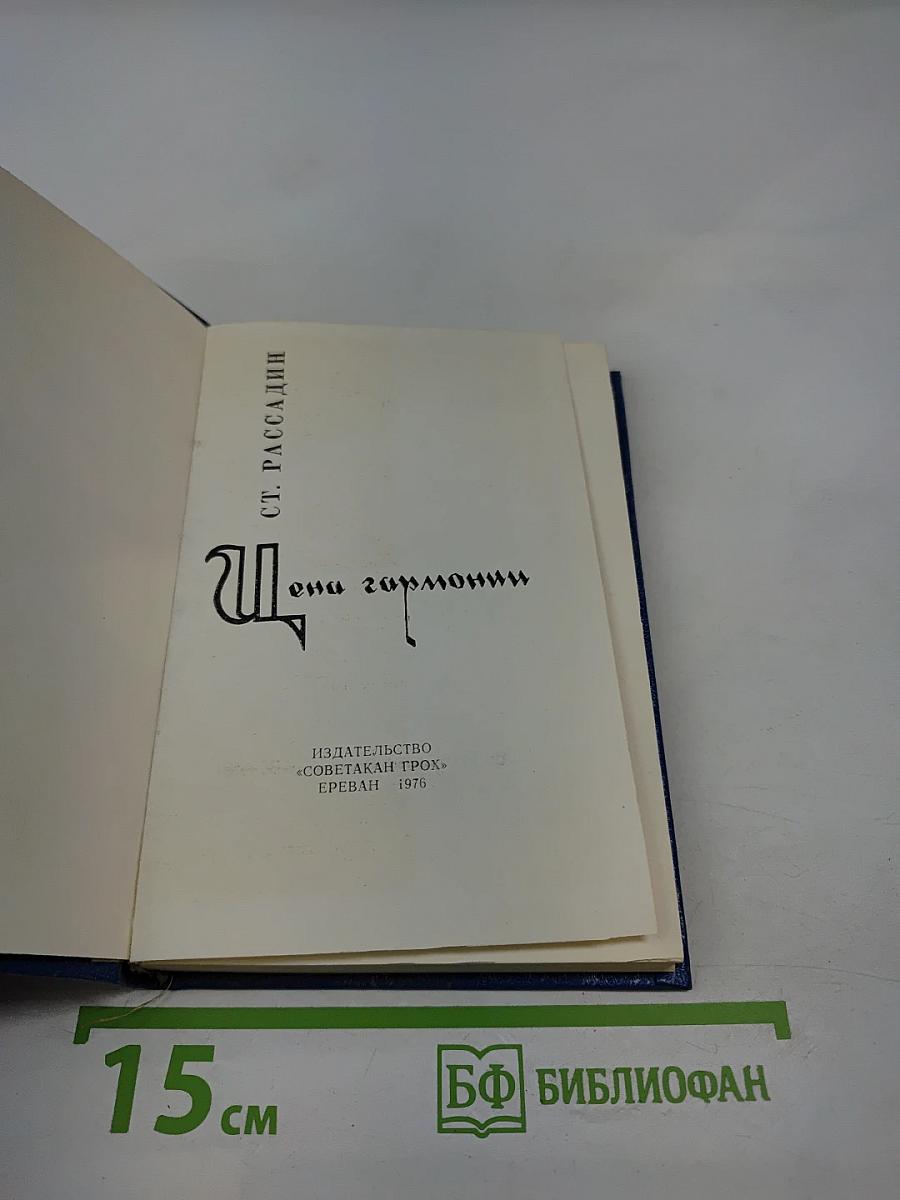 СТ. РАССАДИН
Цена гармонии
ИЗДАТЕЛЬСТВО
«СОВЕТАКАН ГРОХ»
ЕРЕВАН 1976
15 см
БФ БИБЛИОФАН